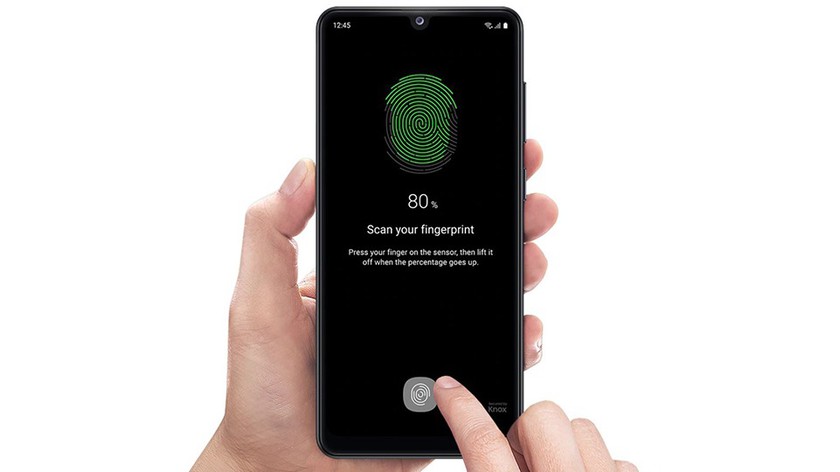 12:45
80 %
Scan your fingerprint
Press your finger on the sensor, then lift it
off when the percentage goes up.
Knox